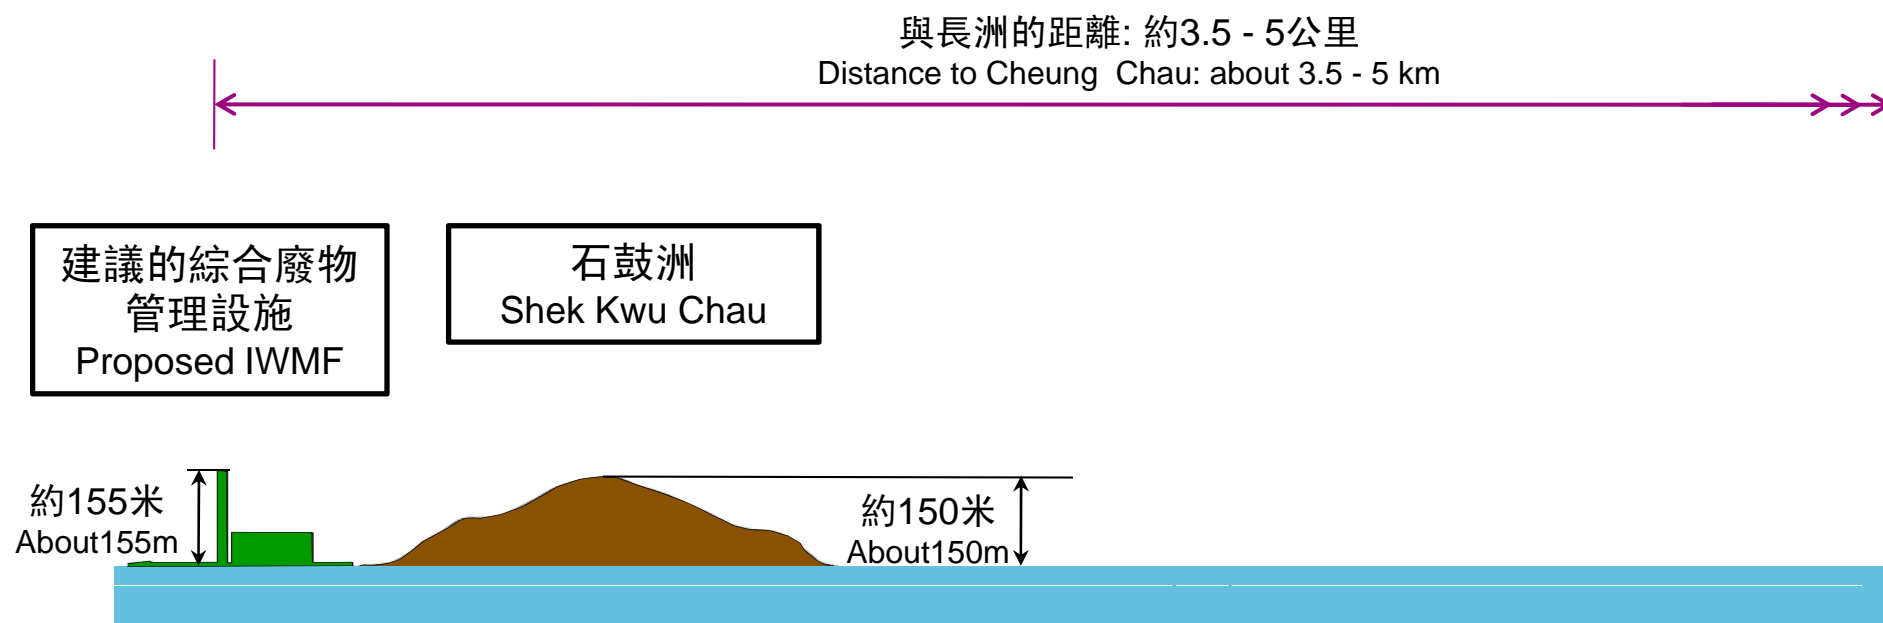 與長洲的距離: 約3.5 - 5公里
Distance to Cheung Chau: about 3.5 - 5 km
建議的綜合廢物
管理設施
Proposed IWMF
石鼓洲
Shek Kwu Chau
約155米
About155m
約150米
About150m